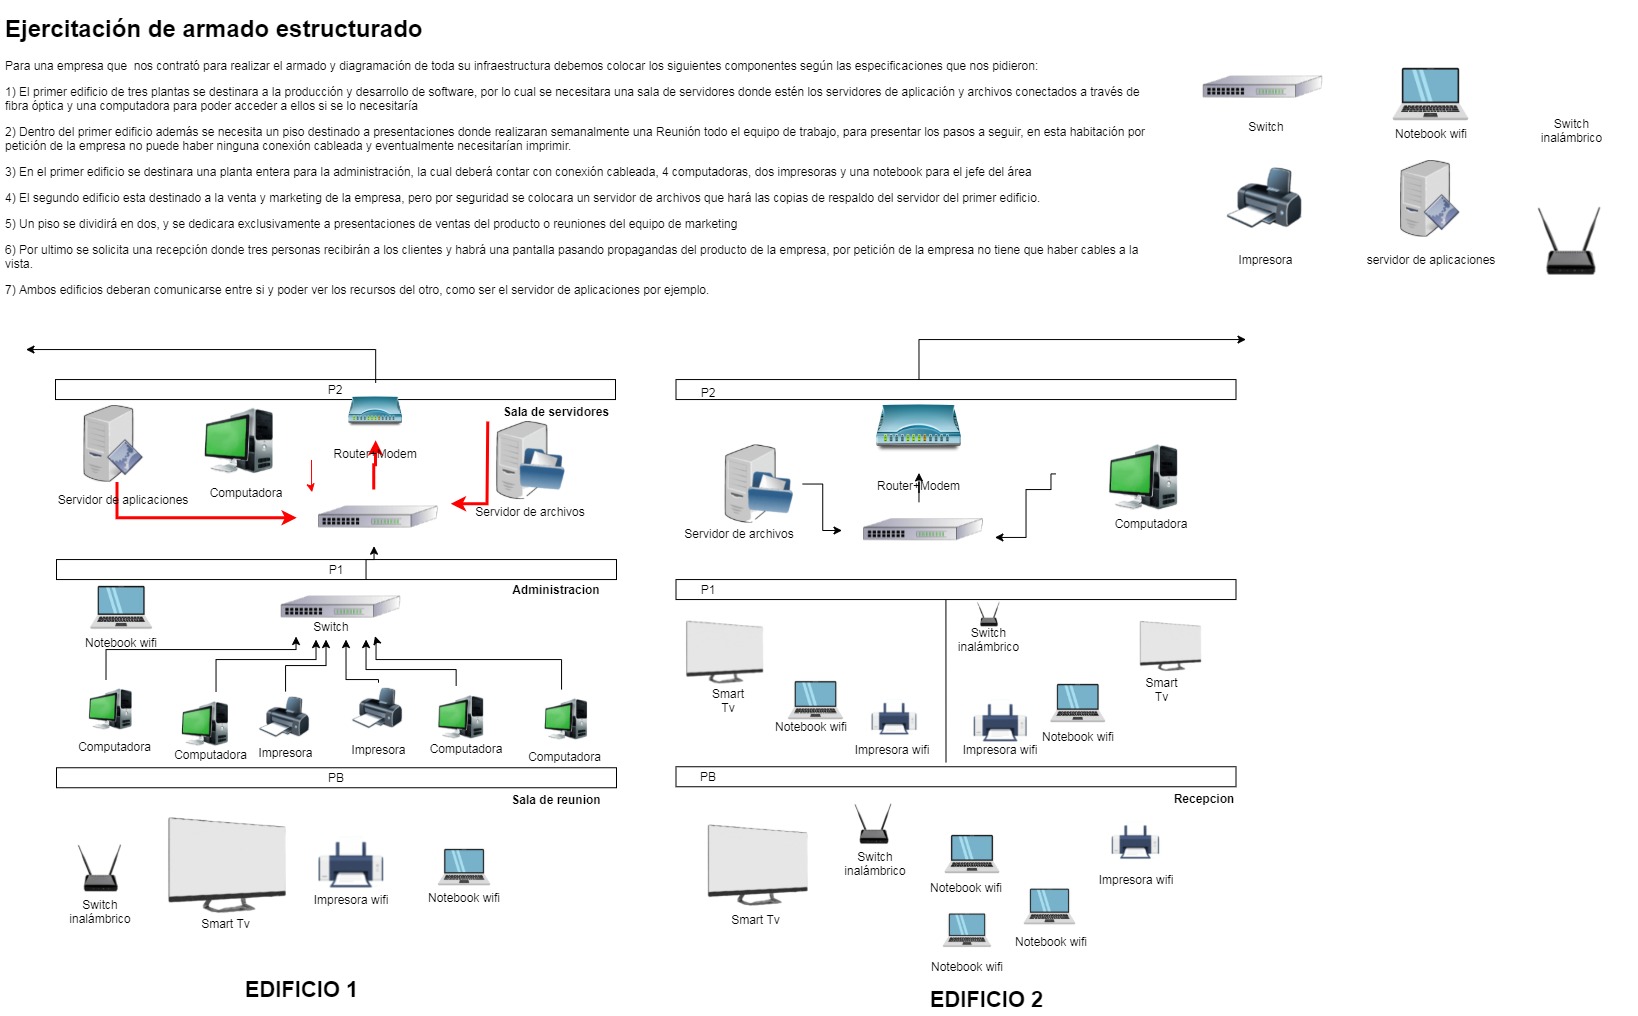 Ejercitación de armado estructurado
Para una empresa que  nos contrató para realizar el armado y diagramación de toda su infraestructura debemos colocar los siguientes componentes según las especificaciones que nos pidieron:
1) El primer edificio de tres plantas se destinara a la producción y desarrollo de software, por lo cual se necesitara una sala de servidores donde estén los servidores de aplicación y archivos conectados a través de
fibra óptica y una computadora para poder acceder a ellos si se lo necesitaría
2) Dentro del primer edificio además se necesita un piso destinado a presentaciones donde realizaran semanalmente una Reunión todo el equipo de trabajo, para presentar los pasos a seguir, en esta habitación por
petición de la empresa no puede haber ninguna conexión cableada y eventualmente necesitarían imprimir.
3) En el primer edificio se destinara una planta entera para la administración, la cual deberá contar con conexión cableada, 4 computadoras, dos impresoras y una notebook para el jefe del área
4) El segundo edificio esta destinado a la venta y marketing de la empresa, pero por seguridad se colocara un servidor de archivos que hará las copias de respaldo del servidor del primer edificio.
5) Un piso se dividirá en dos, y se dedicara exclusivamente a presentaciones de ventas del producto o reuniones del equipo de marketing
6) Por ultimo se solicita una recepción donde tres personas recibirán a los clientes y habrá una pantalla pasando propagandas del producto de la empresa, por petición de la empresa no tiene que haber cables a la
vista.
7) Ambos edificios deberan comunicarse entre si y poder ver los recursos del otro, como ser el servidor de aplicaciones por ejemplo.
Switch
Notebook wifi
Switch
inalámbrico
Impresora
servidor de aplicaciones
P2
Sala de servidores
Router+Modem
Servidor de aplicaciones
Computadora
Servidor de archivos
P1
Administracion
Notebook wifi
Switch
Computadora
Computadora
Impresora
Impresora
Computadora
Computadora
PB
Sala de reunion
Switch
inalámbrico
Smart Tv
Impresora wifi
Notebook wifi
EDIFICIO 1
P2
Router+Modem
Servidor de archivos
Computadora
P1
Switch
inalámbrico
Smart
Tv
Notebook wifi
Impresora wifi
Impresora wifi
Notebook wifi
Smart
Tv
PB
Recepcion
Smart Tv
Switch
inalámbrico
Notebook wifi
Notebook wifi
Notebook wifi
Impresora wifi
EDIFICIO 2